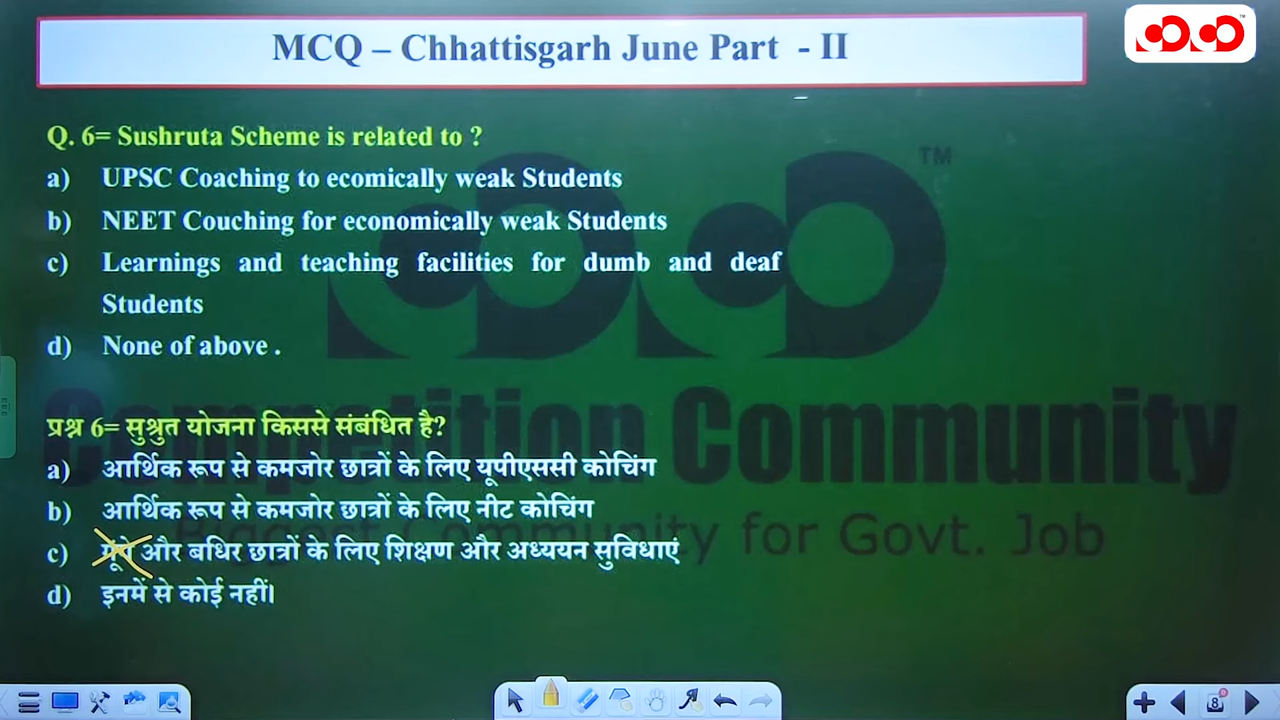 MCQ – Chhattisgarh June Part - II
TM
Q. 6= Sushruta Scheme is related to ?
a) UPSC Coaching to ecomically weak Students
b) NEET Couching for economically weak Students
c) Learnings and teaching facilities for dumb and deaf
Students
d) None of above .
TM
Competition Community
Biggest Community for Govt. Job
प्रश्न 6= सुश्रुत योजना किससे संबंधित है?
a) आर्थिक रूप से कमजोर छात्रों के लिए यूपीएससी कोचिंग
b) आर्थिक रूप से कमजोर छात्रों के लिए नीट कोचिंग
c) और बधिर छात्रों के लिए शिक्षण और अध्ययन सुविधाएं
d) इनमें से कोई नहीं।
8